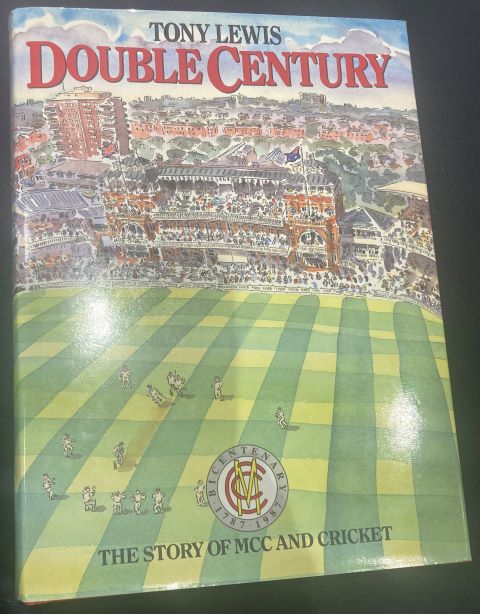 TONY LEWIS
DOUBLE CENTURY
BICENTENARY
MCC
1787-1987
THE STORY OF MCC AND CRICKET